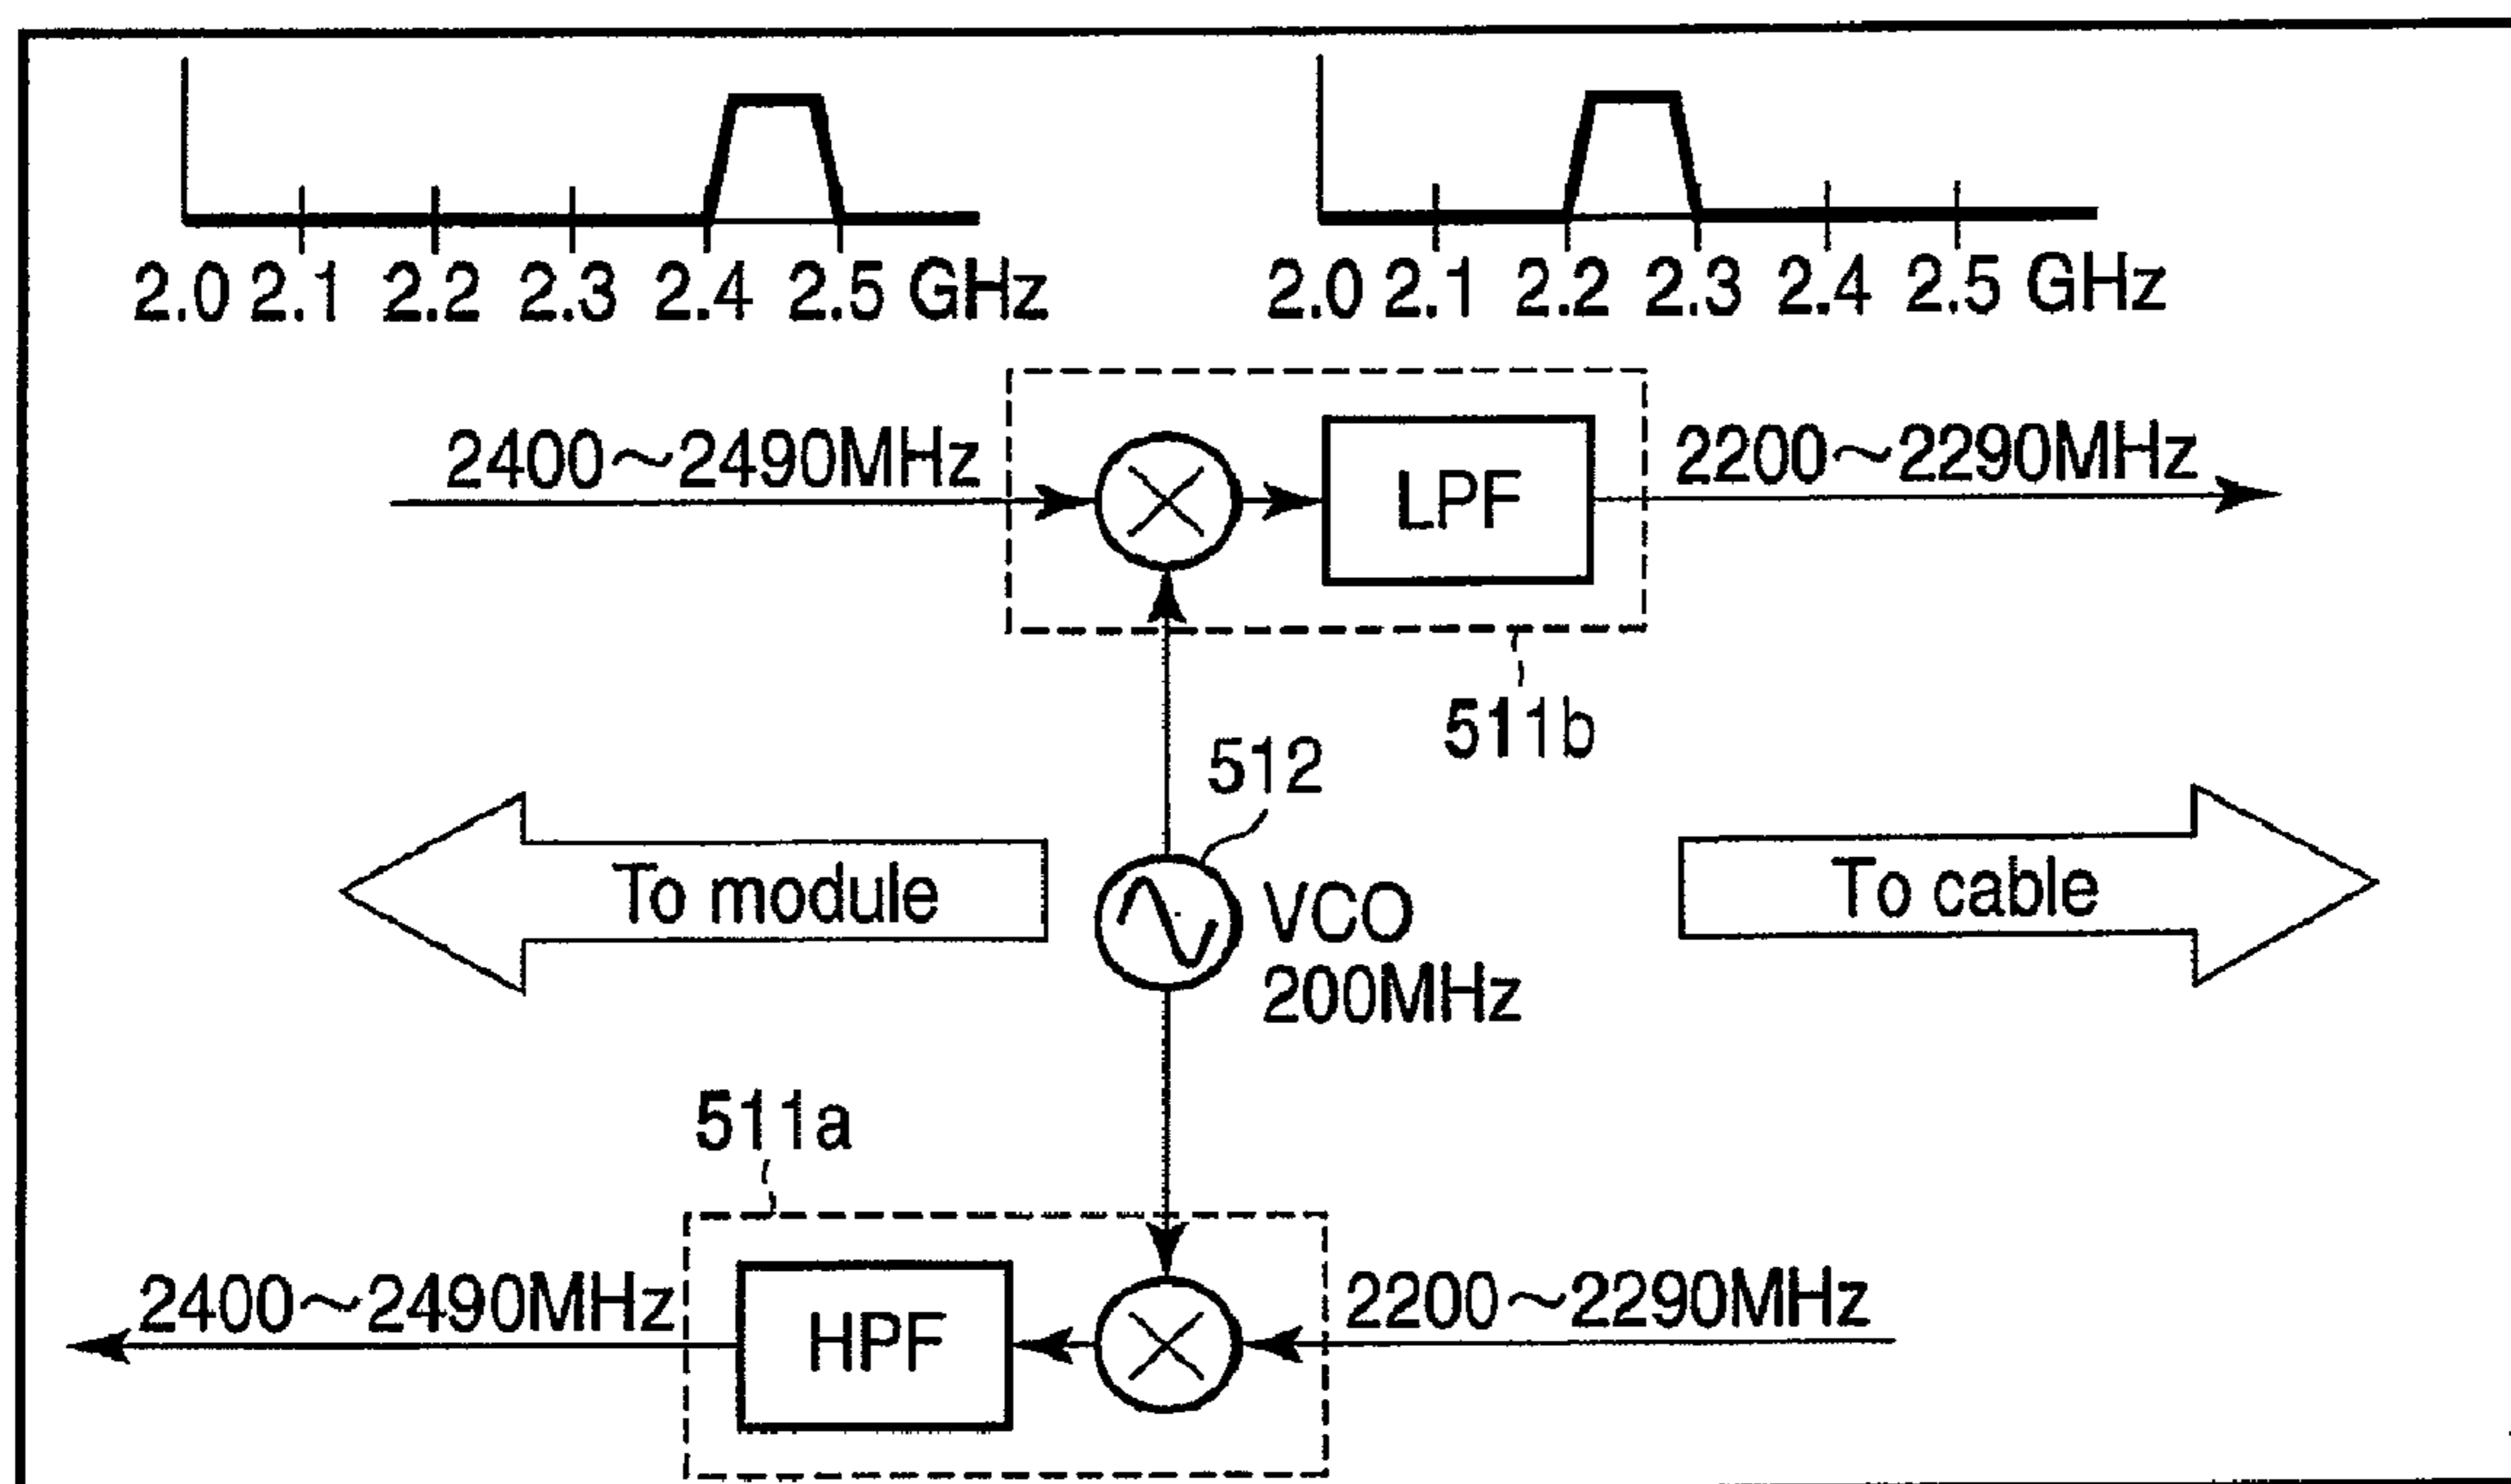 2.0 2.1 2.2 2.3 2.4 2.5 GHz
2.0 2.1 2.2 2.3 2.4 2.5 GHz
2400～2490MHz
LPF
2200～2290MHz
511b
512
To module
VCO
200MHz
To cable
511a
2400～2490MHz
HPF
2200～2290MHz